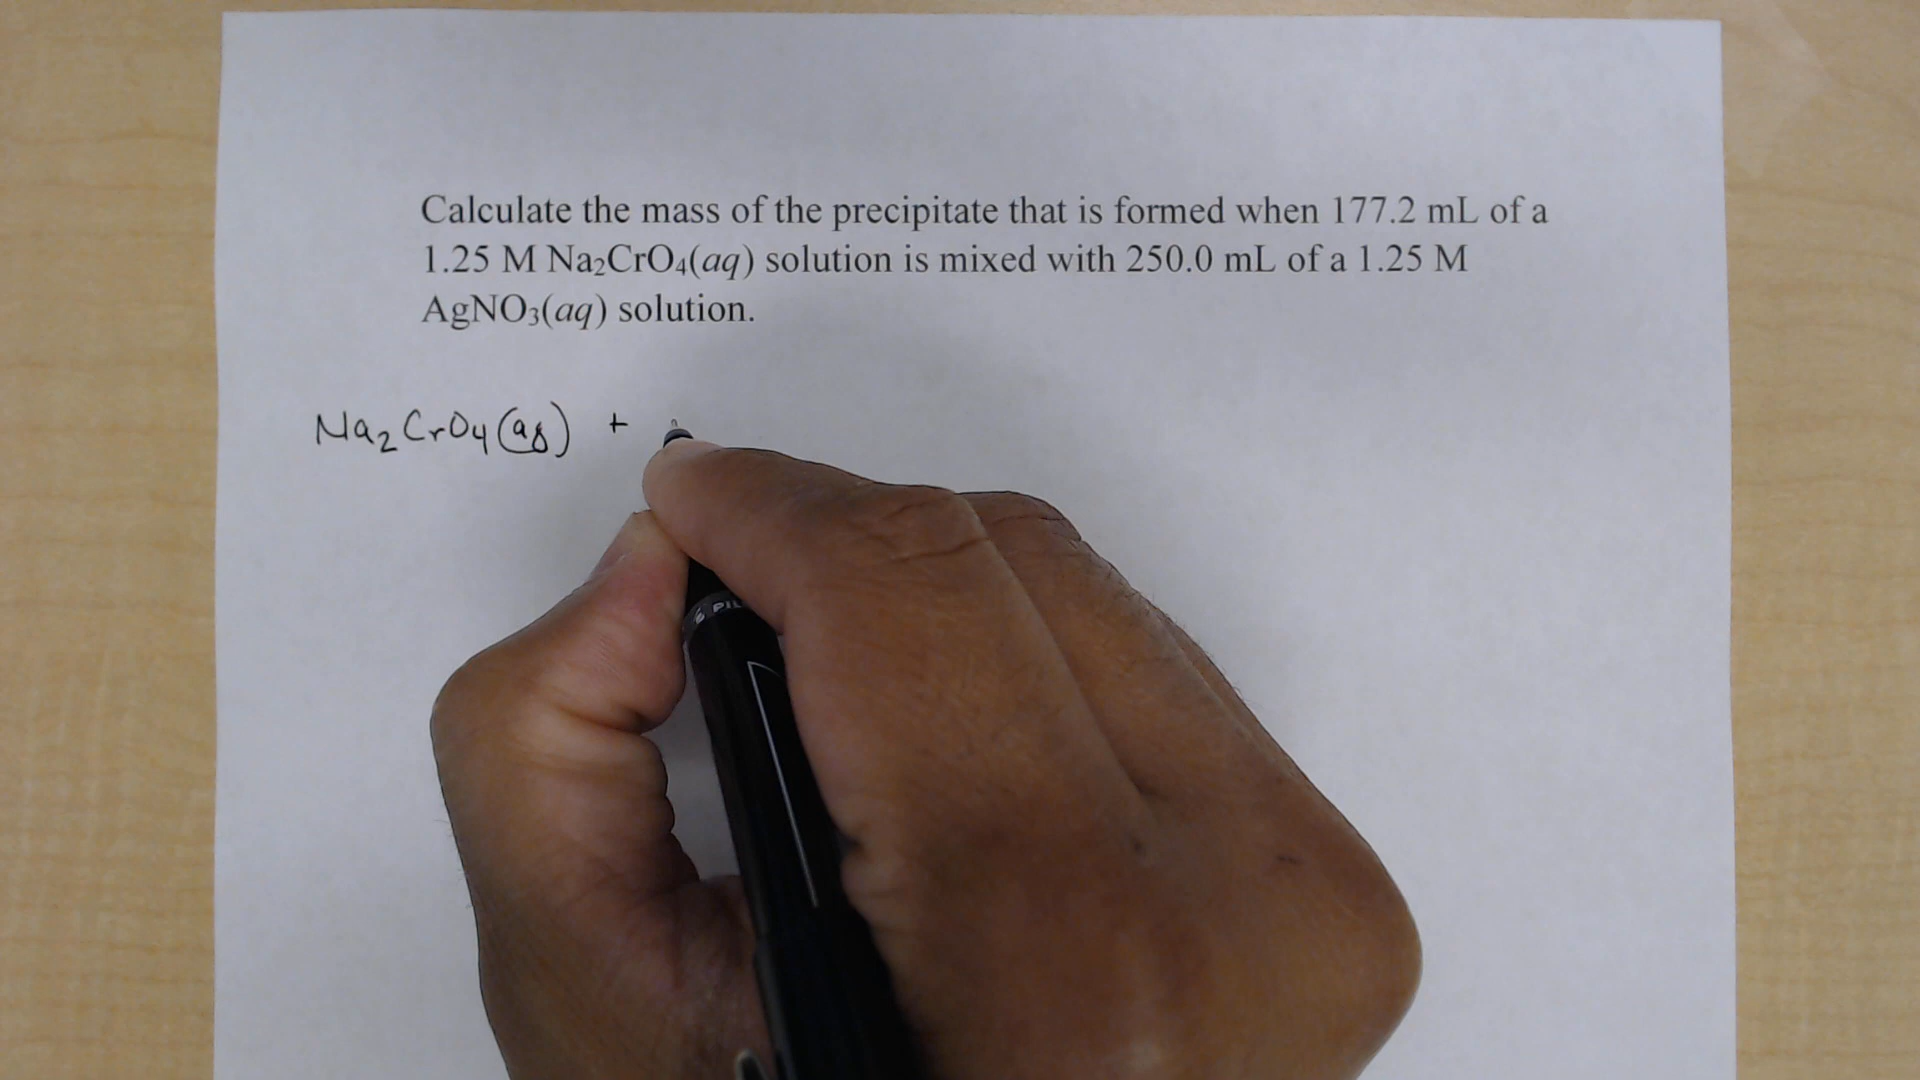 Calculate the mass of the precipitate that is formed when 177.2 mL of a
1.25 M Na₂CrO₄(aq) solution is mixed with 250.0 mL of a 1.25 M
AgNO₃(aq) solution.
Na₂CrO₄(aq) +